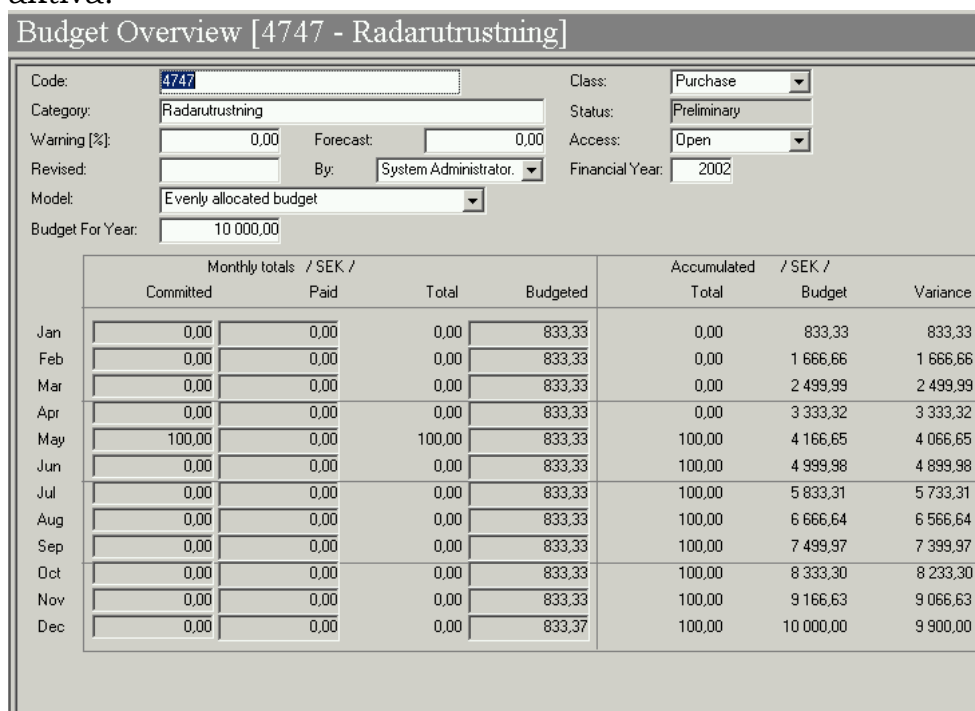 aktiva.
Budget Overview [4747 - Radarutrustning]
Code: 4747 Class: Purchase
Category: Radarutrustning Status: Preliminary
Warning [%]: 0,00 Forecast: 0,00 Access: Open
Revised: By: System Administrator. Financial Year: 2002
Model: Evenly allocated budget
Budget For Year: 10 000,00
Monthly totals / SEK / Accumulated / SEK /
Committed Paid Total Budgeted Total Budget Variance
Jan 0,00 0,00 0,00 833,33 0,00 833,33 833,33
Feb 0,00 0,00 0,00 833,33 0,00 1 666,66 1 666,66
Mar 0,00 0,00 0,00 833,33 0,00 2 499,99 2 499,99
Apr 0,00 0,00 0,00 833,33 0,00 3 333,32 3 333,32
May 100,00 0,00 100,00 833,33 100,00 4 166,65 4 066,65
Jun 0,00 0,00 0,00 833,33 100,00 4 999,98 4 899,98
Jul 0,00 0,00 0,00 833,33 100,00 5 833,31 5 733,31
Aug 0,00 0,00 0,00 833,33 100,00 6 666,64 6 566,64
Sep 0,00 0,00 0,00 833,33 100,00 7 499,97 7 399,97
Oct 0,00 0,00 0,00 833,33 100,00 8 333,30 8 233,30
Nov 0,00 0,00 0,00 833,33 100,00 9 166,63 9 066,63
Dec 0,00 0,00 0,00 833,37 100,00 10 000,00 9 900,00